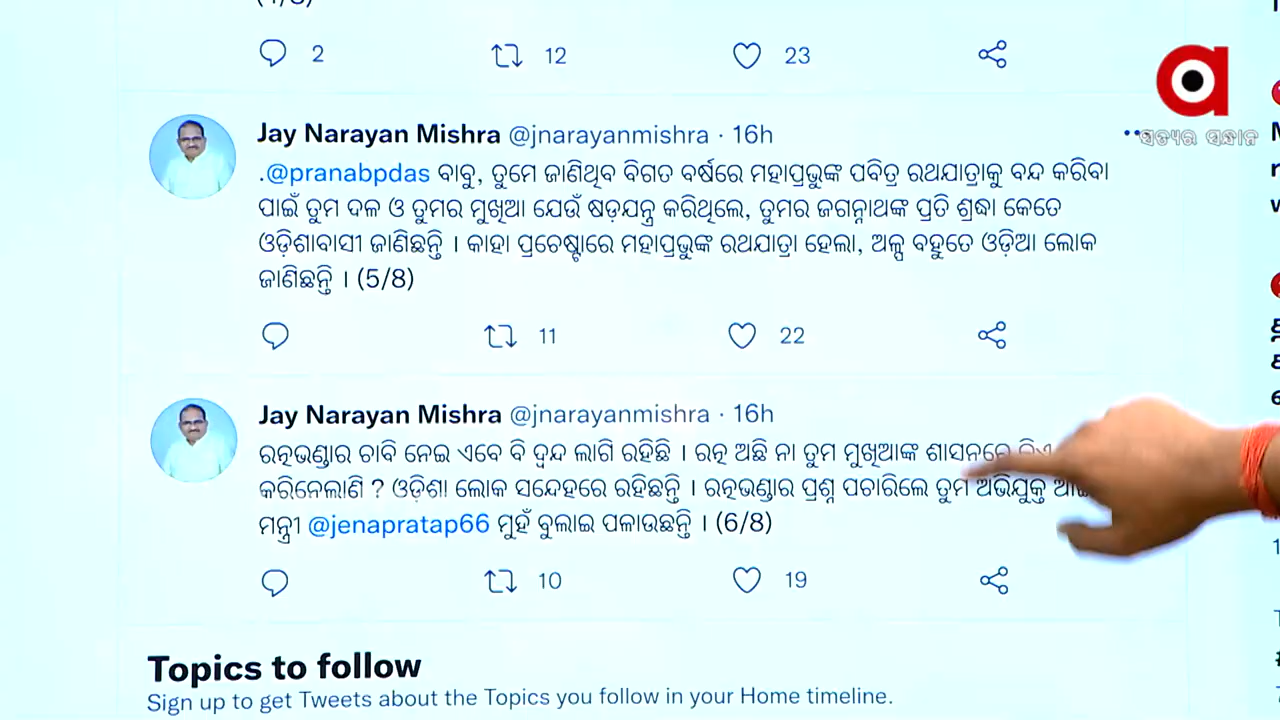 2 12 23
Jay Narayan Mishra @jnarayanmishra · 16h
.@pranabpdas ବାବୁ, ତୁମେ ଜାଣିଥିବ ବିଗତ ବର୍ଷରେ ମହାପ୍ରଭୁଙ୍କ ପବିତ୍ର ରଥଯାତ୍ରାକୁ ବନ୍ଦ କରିବା
ପାଇଁ ତୁମ ଦଳ ଓ ତୁମର ମୁଖିଆ ଯେଉଁ ଷଡ଼ଯନ୍ତ୍ର କରିଥିଲେ, ତୁମର ଜଗନ୍ନାଥଙ୍କ ପ୍ରତି ଶ୍ରଦ୍ଧା କେତେ
ଓଡ଼ିଶାବାସୀ ଜାଣିଛନ୍ତି । କାହା ପ୍ରଚେଷ୍ଟାରେ ମହାପ୍ରଭୁଙ୍କ ରଥଯାତ୍ରା ହେଲା, ଅଳ୍ପ ବହୁତେ ଓଡ଼ିଆ ଲୋକ
ଜାଣିଛନ୍ତି । (5/8)
11 22
Jay Narayan Mishra @jnarayanmishra · 16h
ରତ୍ନଭଣ୍ଡାର ଚାବି ନେଇ ଏବେ ବି ଦ୍ୱନ୍ଦ ଲାଗି ରହିଛି । ରତ୍ନ ଅଛି ନା ତୁମ ମୁଖିଆଙ୍କ ଶାସନରେ
କରିନେଲାଣି ? ଓଡ଼ିଶା ଲୋକ ସନ୍ଦେହରେ ରହିଛନ୍ତି । ରତ୍ନଭଣ୍ଡାର ପ୍ରଶ୍ନ ପଚାରିଲେ ତୁମ ଅଭିଯୁକ୍ତ
ମନ୍ତ୍ରୀ @jenapratap66 ମୁହଁ ବୁଲାଇ ପଳାଉଛନ୍ତି । (6/8)
10 19
Topics to follow
Sign up to get Tweets about the Topics you follow in your Home timeline.
ସତ୍ୟର ସନ୍ଧାନ